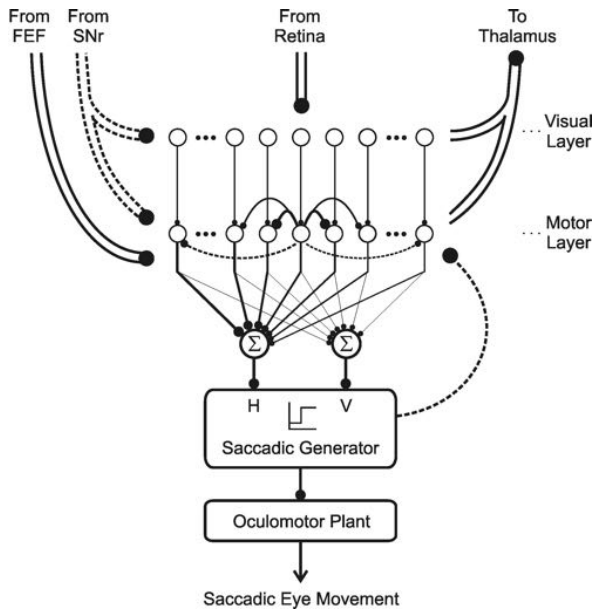 From
FEF
From
SNr
From
Retina
To
Thalamus
... Visual
Layer
... Motor
Layer
Σ
Σ
H
V
Saccadic Generator
Oculomotor Plant
Saccadic Eye Movement